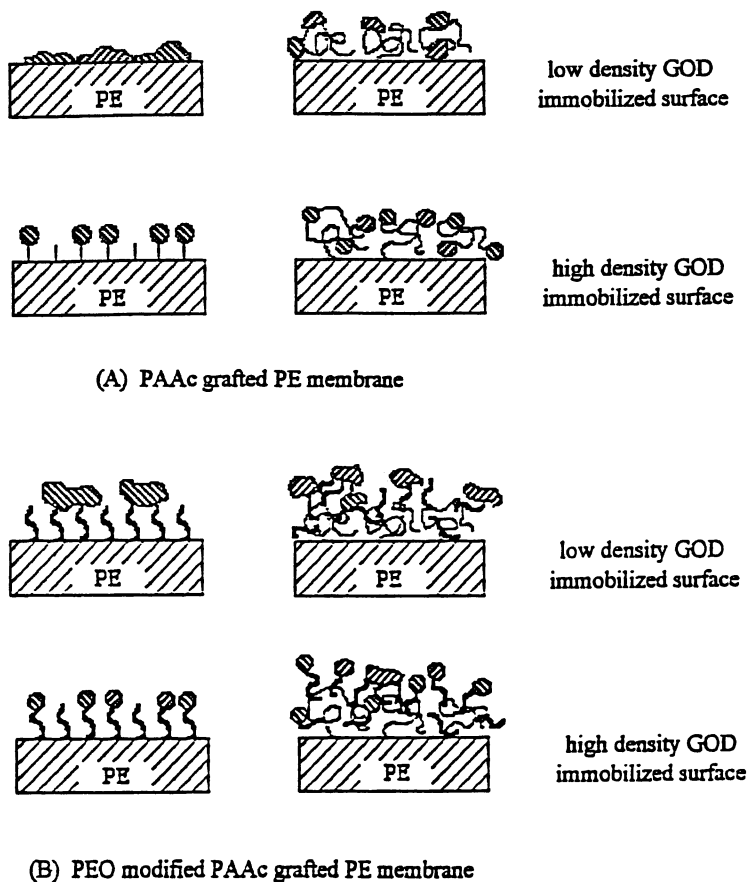 PE
PE
low density GOD
immobilized surface
PE
PE
high density GOD
immobilized surface
(A) PAAc grafted PE membrane
PE
PE
low density GOD
immobilized surface
PE
PE
high density GOD
immobilized surface
(B) PEO modified PAAc grafted PE membrane